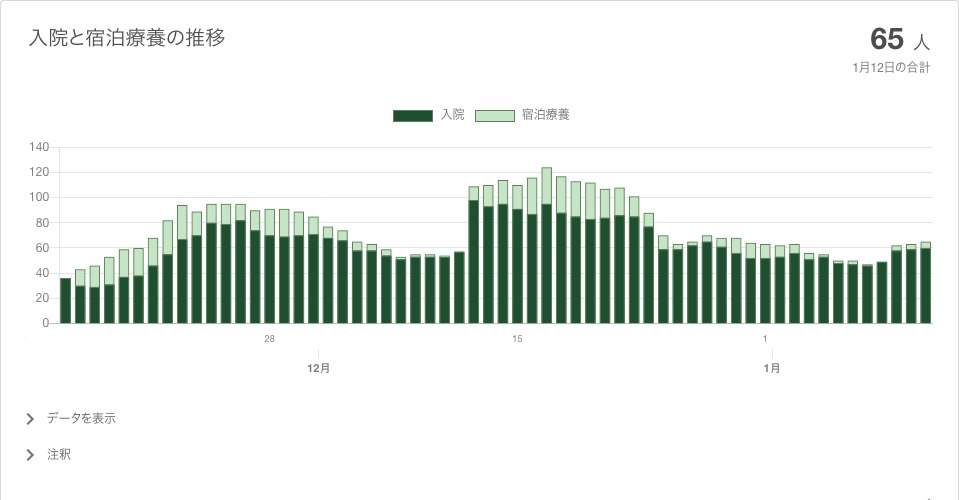 入院と宿泊療養の推移
65 人
1月12日の合計
入院 宿泊療養
140
120
100
80
60
40
20
0
28 15 1
12月 1月
データを表示
注釈